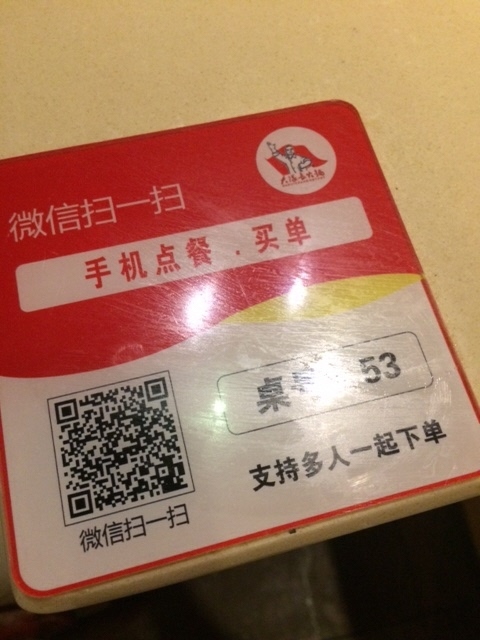 微信扫一扫
手机点餐．买单
桌 53
支持多人一起下单
微信扫一扫